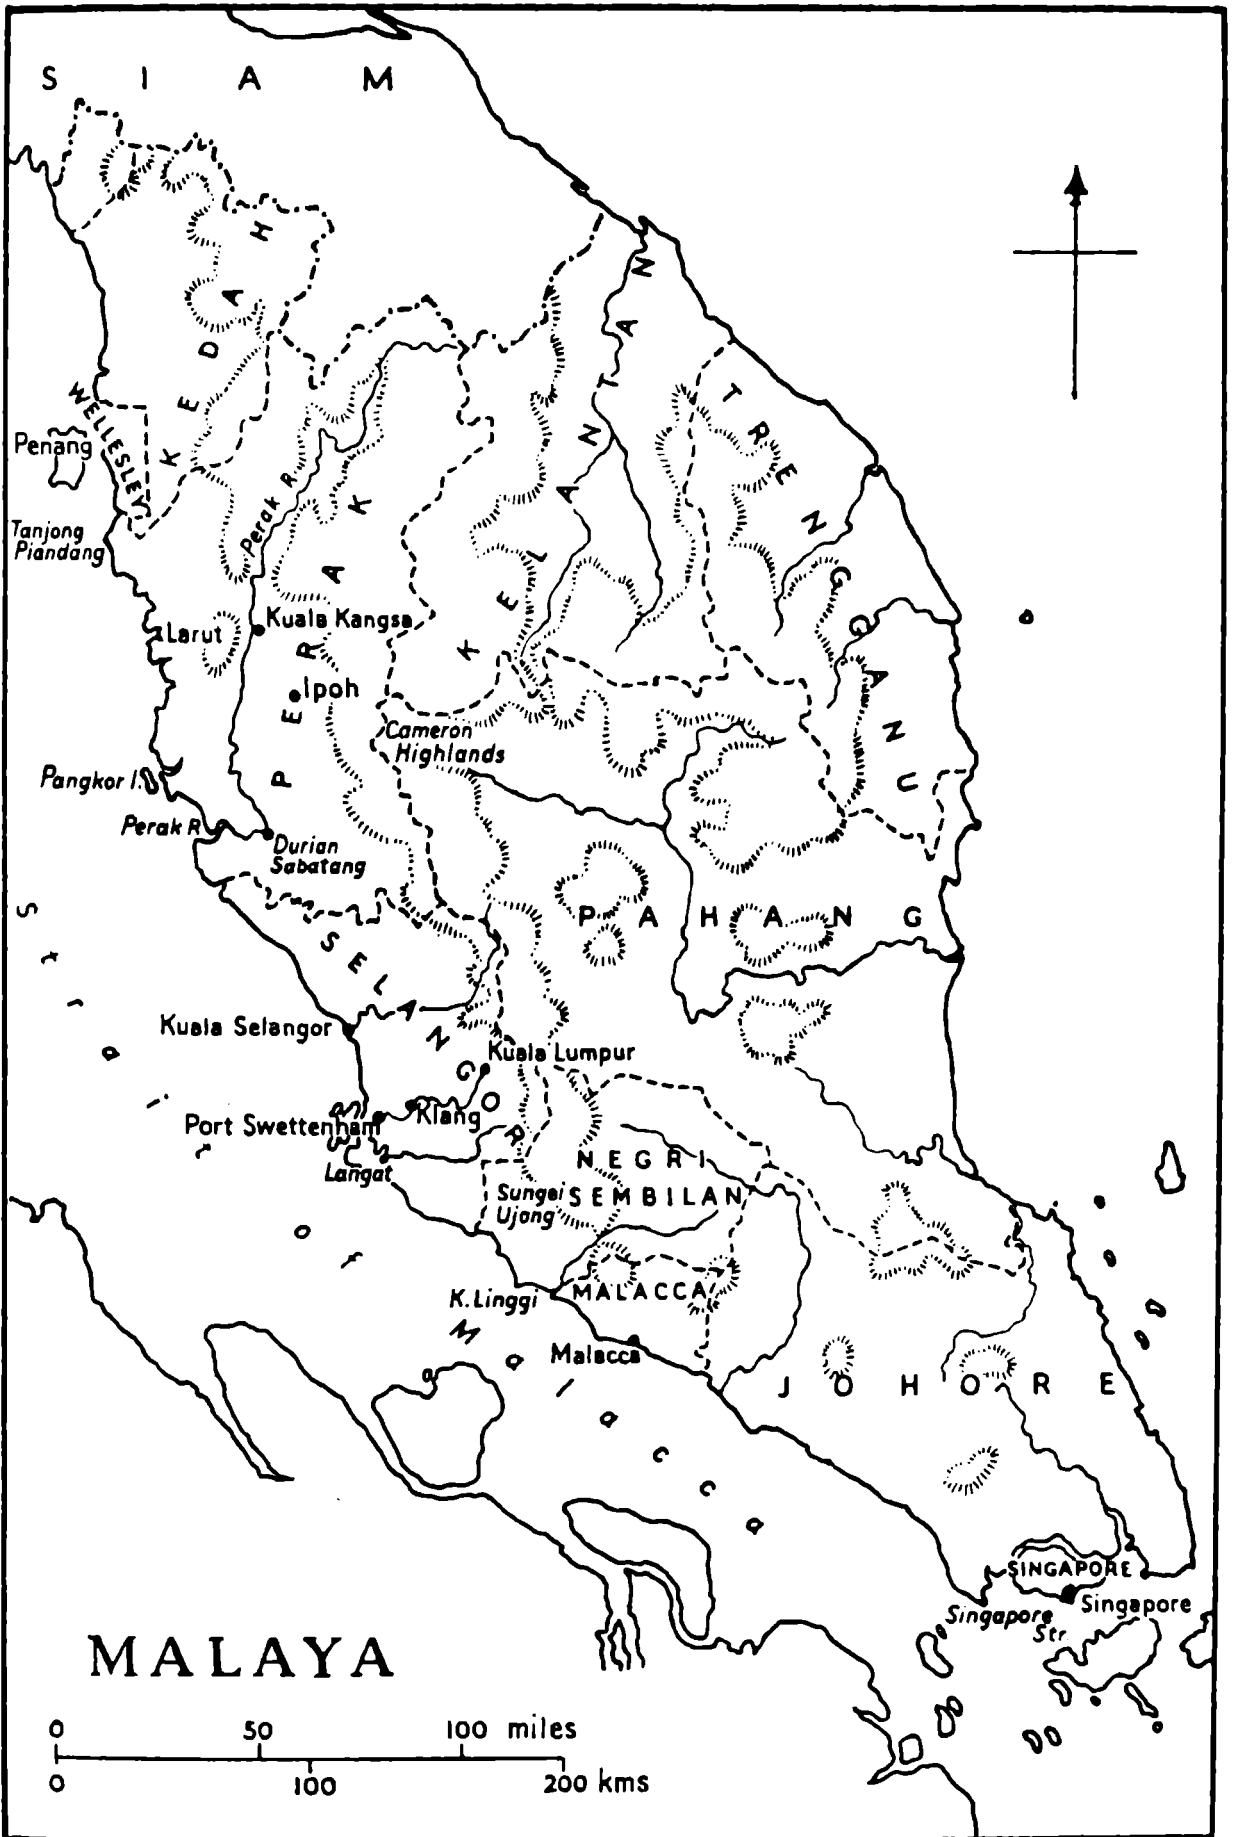 SIAM
KEDAH
WELLESLEY
Penang
Tanjong
Piandang
Perak R
PERAK
KELANTAN
TRENGGANU
Larut
Kuala Kangsa
Ipoh
Cameron
Highlands
Pangkor I.
Perak R
Durian
Sabatang
PAHANG
SELANGOR
Kuala Selangor
Kuala Lumpur
Klang
Port Swettenham
Langat
NEGRI
SEMBILAN
Sungei
Ujong
K. Linggi
MALACCA
Malacca
Strait of Malacca
JOHORE
SINGAPORE
Singapore
Singapore
Str.
MALAYA
0 50 100 miles
0 100 200 kms